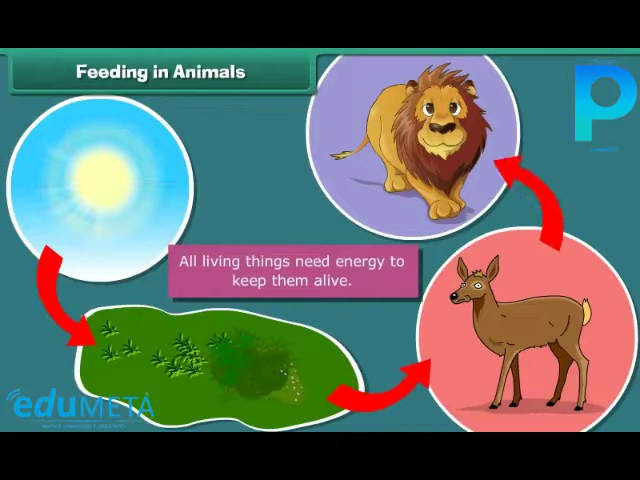 Feeding in Animals
P
All living things need energy to
keep them alive.
eduMETA